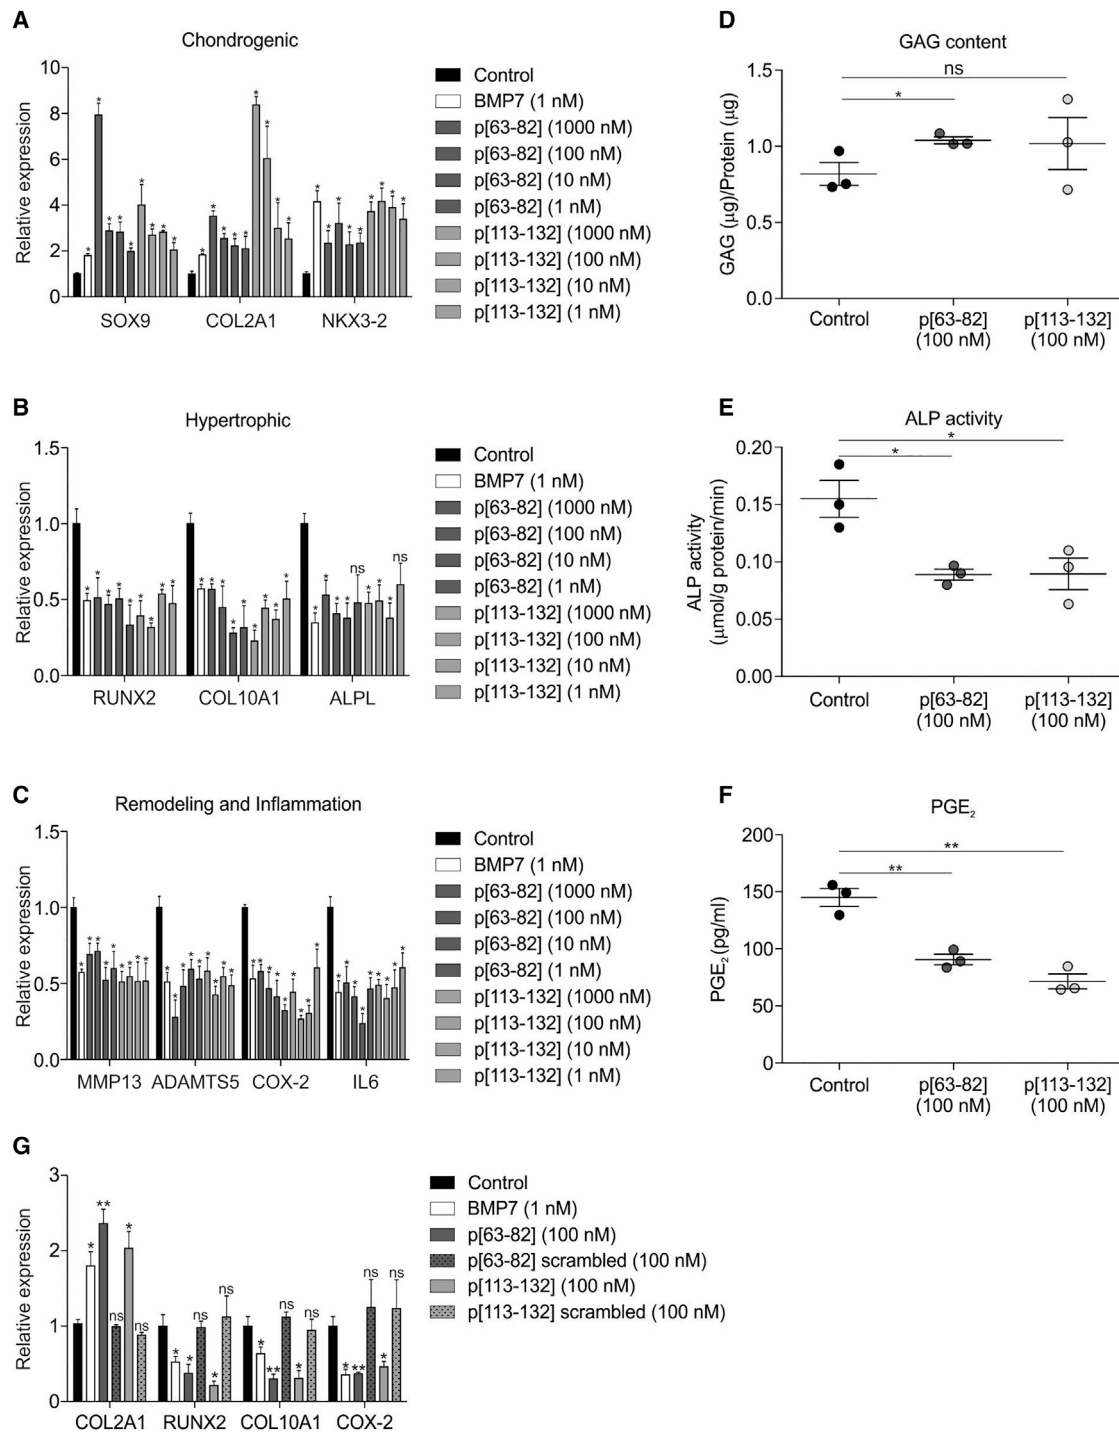 A
Chondrogenic
Relative expression
10
8
6
4
2
0
SOX9 COL2A1 NKX3-2
Control
BMP7 (1 nM)
p[63-82] (1000 nM)
p[63-82] (100 nM)
p[63-82] (10 nM)
p[63-82] (1 nM)
p[113-132] (1000 nM)
p[113-132] (100 nM)
p[113-132] (10 nM)
p[113-132] (1 nM)
D
GAG content
GAG (µg)/Protein (µg)
1.5
1.0
0.5
0.0
ns
*
Control p[63-82] p[113-132]
(100 nM) (100 nM)
B
Hypertrophic
Relative expression
1.5
1.0
0.5
0.0
ns ns
RUNX2 COL10A1 ALPL
Control
BMP7 (1 nM)
p[63-82] (1000 nM)
p[63-82] (100 nM)
p[63-82] (10 nM)
p[63-82] (1 nM)
p[113-132] (1000 nM)
p[113-132] (100 nM)
p[113-132] (10 nM)
p[113-132] (1 nM)
E
ALP activity
ALP activity
(µmol/g protein/min)
0.20
0.15
0.10
0.05
0.00
*
*
Control p[63-82] p[113-132]
(100 nM) (100 nM)
C
Remodeling and Inflammation
Relative expression
1.5
1.0
0.5
0.0
MMP13 ADAMTS5 COX-2 IL6
Control
BMP7 (1 nM)
p[63-82] (1000 nM)
p[63-82] (100 nM)
p[63-82] (10 nM)
p[63-82] (1 nM)
p[113-132] (1000 nM)
p[113-132] (100 nM)
p[113-132] (10 nM)
p[113-132] (1 nM)
F
PGE₂
PGE₂ (pg/ml)
200
150
100
50
0
**
**
Control p[63-82] p[113-132]
(100 nM) (100 nM)
G
Relative expression
3
2
1
0
* ** ns * ns
* * ns * ns
* ** ns * ns
* ** ns * ns
COL2A1 RUNX2 COL10A1 COX-2
Control
BMP7 (1 nM)
p[63-82] (100 nM)
p[63-82] scrambled (100 nM)
p[113-132] (100 nM)
p[113-132] scrambled (100 nM)